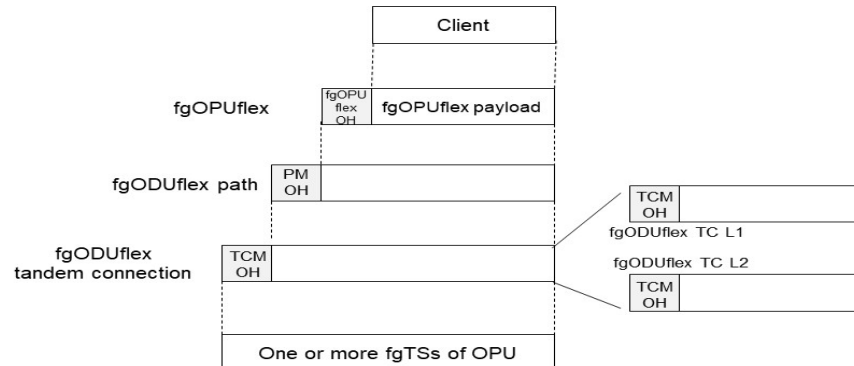 Client
fgOPUflex
fgOPU
flex
OH
fgOPUflex payload
fgODUflex path
PM
OH
fgODUflex
tandem connection
TCM
OH
TCM
OH
fgODUflex TC L1
fgODUflex TC L2
TCM
OH
One or more fgTSs of OPU